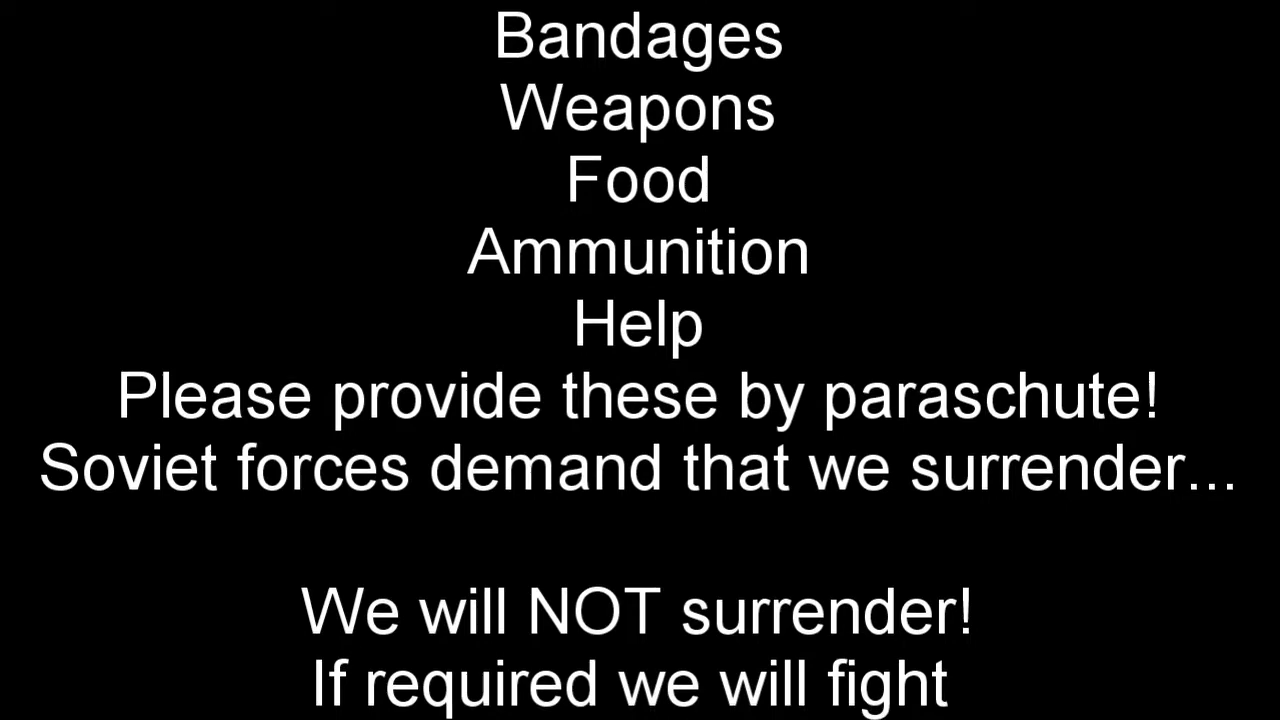 Bandages
Weapons
Food
Ammunition
Help
Please provide these by paraschute!
Soviet forces demand that we surrender...
We will NOT surrender!
If required we will fight